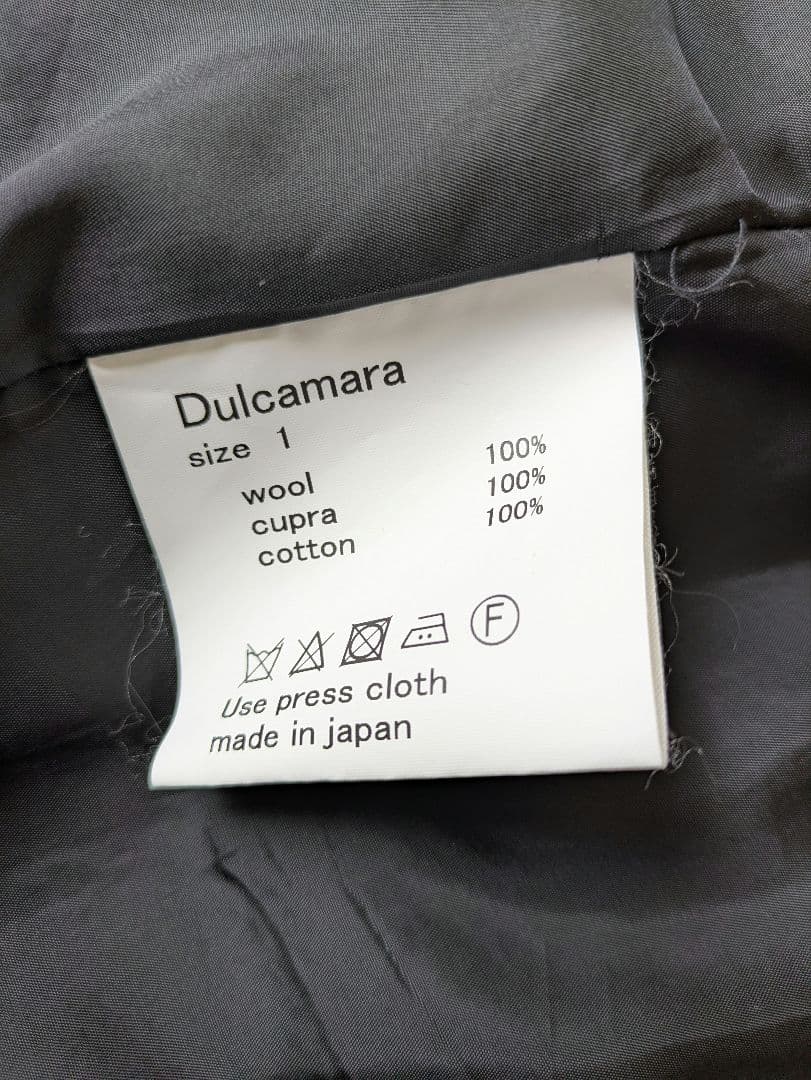 Dulcamara
size 1
wool 100%
cupra 100%
cotton 100%
F
Use press cloth
made in japan